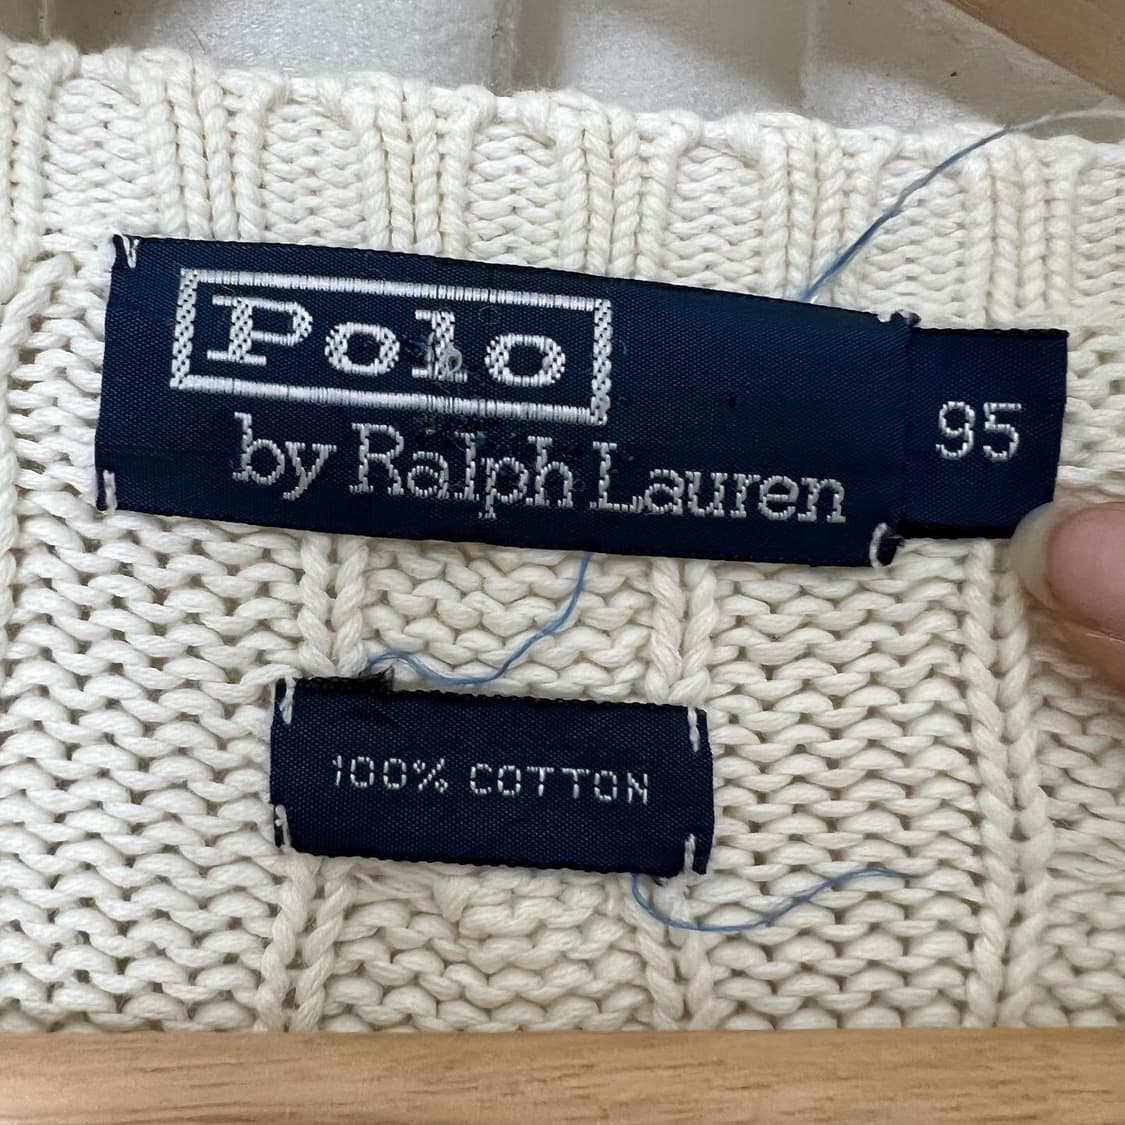 Polo
by Ralph Lauren
95
100% COTTON